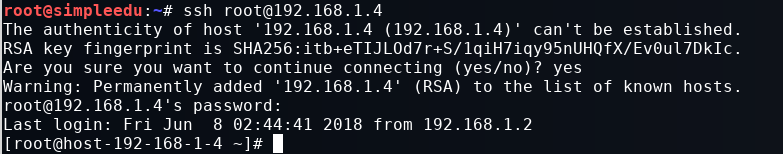 root@simpleedu:~# ssh root@192.168.1.4
The authenticity of host '192.168.1.4 (192.168.1.4)' can't be established.
RSA key fingerprint is SHA256:itb+eTIJLOd7r+S/1qiH7iqy95nUHQfX/Ev0ul7DkIc.
Are you sure you want to continue connecting (yes/no)? yes
Warning: Permanently added '192.168.1.4' (RSA) to the list of known hosts.
root@192.168.1.4's password:
Last login: Fri Jun  8 02:44:41 2018 from 192.168.1.2
[root@host-192-168-1-4 ~]#